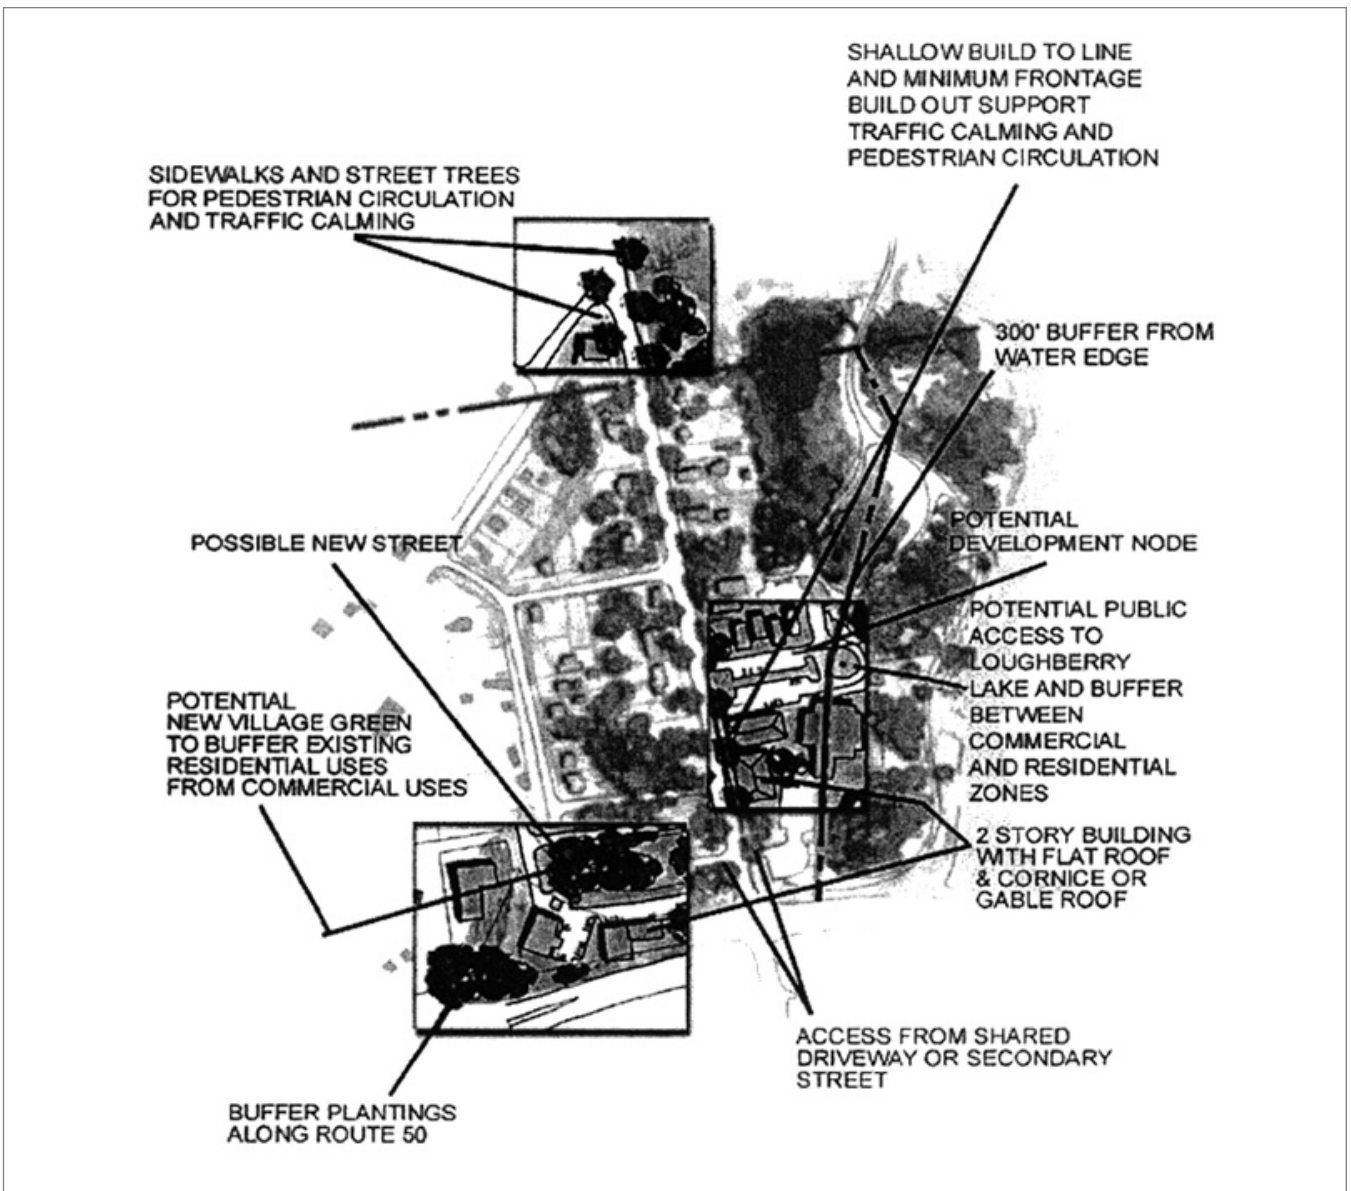 SHALLOW BUILD TO LINE
AND MINIMUM FRONTAGE
BUILD OUT SUPPORT
TRAFFIC CALMING AND
PEDESTRIAN CIRCULATION
SIDEWALKS AND STREET TREES
FOR PEDESTRIAN CIRCULATION
AND TRAFFIC CALMING
300' BUFFER FROM
WATER EDGE
POTENTIAL
DEVELOPMENT NODE
POSSIBLE NEW STREET
POTENTIAL PUBLIC
ACCESS TO
LOUGHBERRY
LAKE AND BUFFER
BETWEEN
COMMERCIAL
AND RESIDENTIAL
ZONES
POTENTIAL
NEW VILLAGE GREEN
TO BUFFER EXISTING
RESIDENTIAL USES
FROM COMMERCIAL USES
2 STORY BUILDING
WITH FLAT ROOF
& CORNICE OR
GABLE ROOF
ACCESS FROM SHARED
DRIVEWAY OR SECONDARY
STREET
BUFFER PLANTINGS
ALONG ROUTE 50